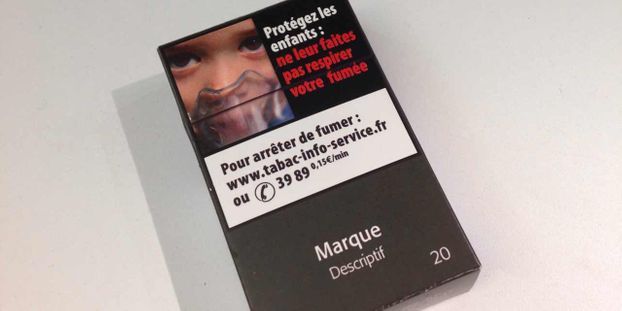 Protégez les
enfants :
ne leur faites
pas respirer
votre fumée
Pour arrêter de fumer :
www.tabac-info-service.fr
ou 39 89 0,15€/min
Marque
Descriptif
20